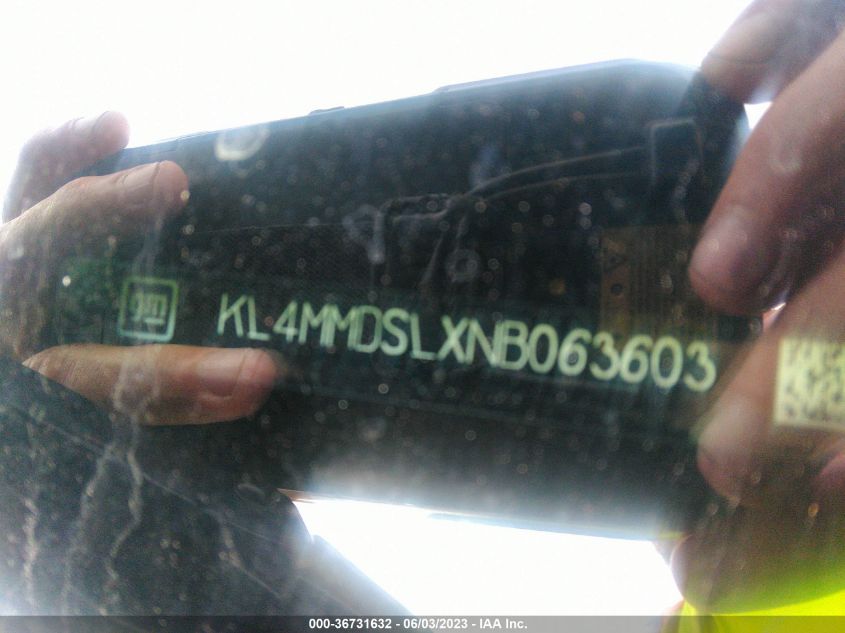 gm KL4MMDSLXNB063603
000-36731632 - 06/03/2023 - IAA Inc.